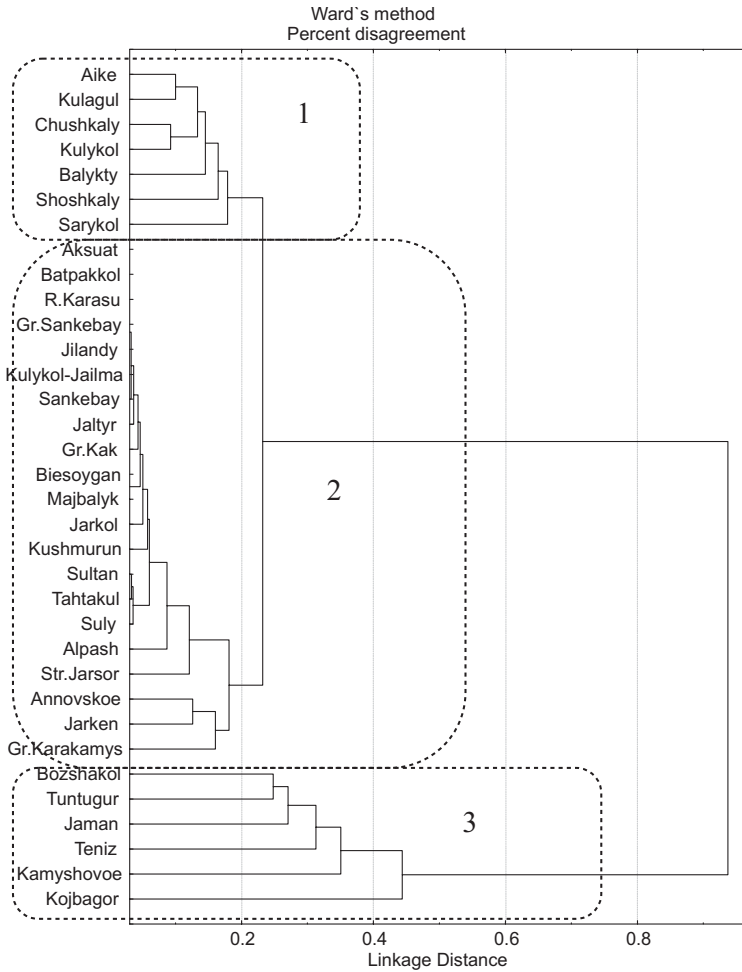 Ward`s method
Percent disagreement
Aike
Kulagul
1
Chushkaly
Kulykol
Balykty
Shoshkaly
Sarykol
Aksuat
Batpakkol
R.Karasu
Gr.Sankebay
Jilandy
Kulykol-Jailma
Sankebay
Jaltyr
Gr.Kak
Biesoygan
2
Majbalyk
Jarkol
Kushmurun
Sultan
Tahtakul
Suly
Alpash
Str.Jarsor
Annovskoe
Jarken
Gr.Karakamys
Bozshakol
Tuntugur
Jaman
3
Teniz
Kamyshovoe
Kojbagor
0.2 0.4 0.6 0.8
Linkage Distance